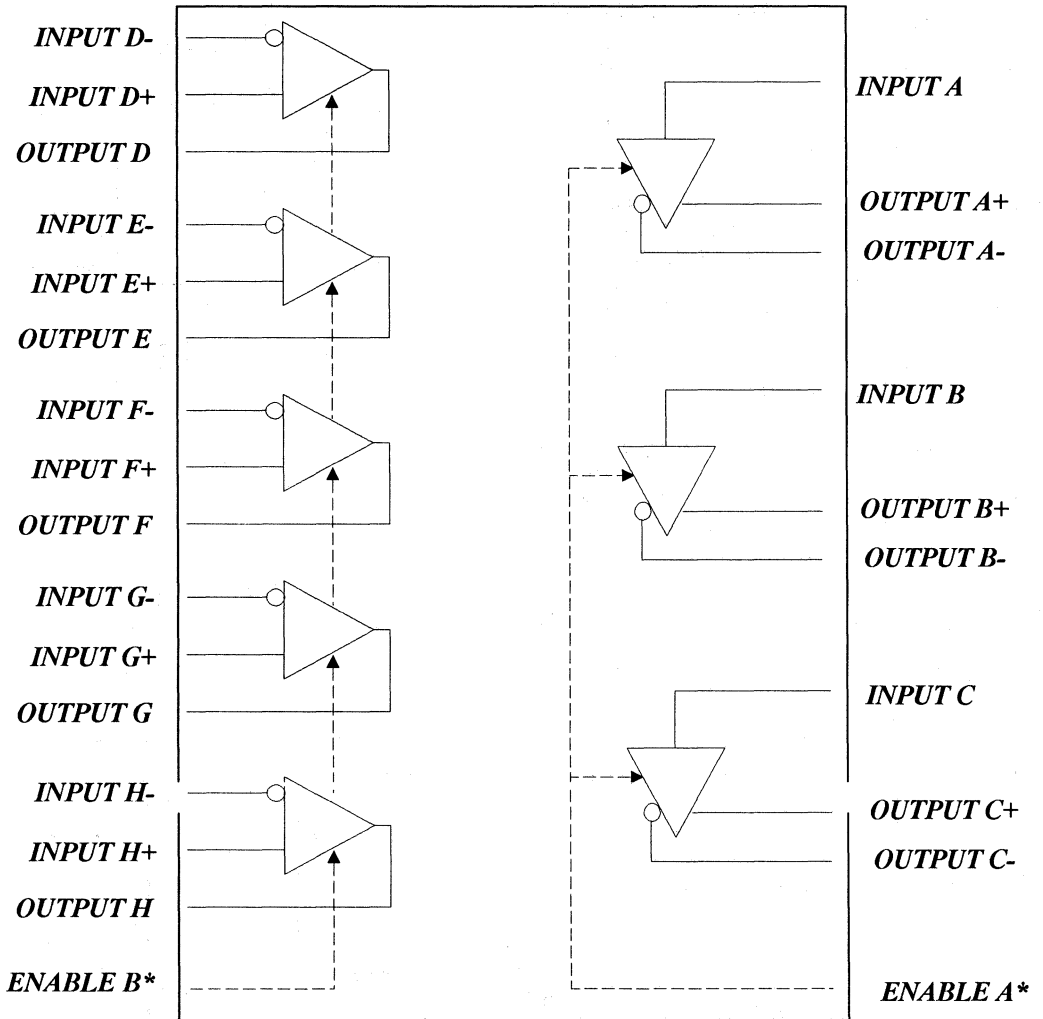 INPUT D-
INPUT D+
OUTPUT D
INPUT E-
INPUT E+
OUTPUT E
INPUT F-
INPUT F+
OUTPUT F
INPUT G-
INPUT G+
OUTPUT G
INPUT H-
INPUT H+
OUTPUT H
ENABLE B*
INPUT A
OUTPUT A+
OUTPUT A-
INPUT B
OUTPUT B+
OUTPUT B-
INPUT C
OUTPUT C+
OUTPUT C-
ENABLE A*